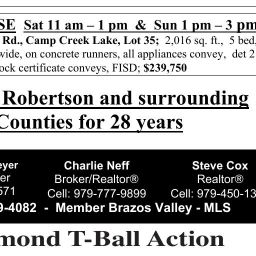 SE Sat 11 am – 1 pm & Sun 1 pm – 3 pm
Rd., Camp Creek Lake, Lot 35; 2,016 sq. ft., 5 bed,
wide, on concrete runners, all appliances convey, det 2
ock certificate conveys, FISD; $239,750
Robertson and surrounding
Counties for 28 years
eyer
Charlie Neff
Steve Cox
er
Broker/Realtor®
Realtor®
571
Cell: 979-777-9899
Cell: 979-450-13
9-4082 - Member Brazos Valley - MLS
mond T-Ball Action